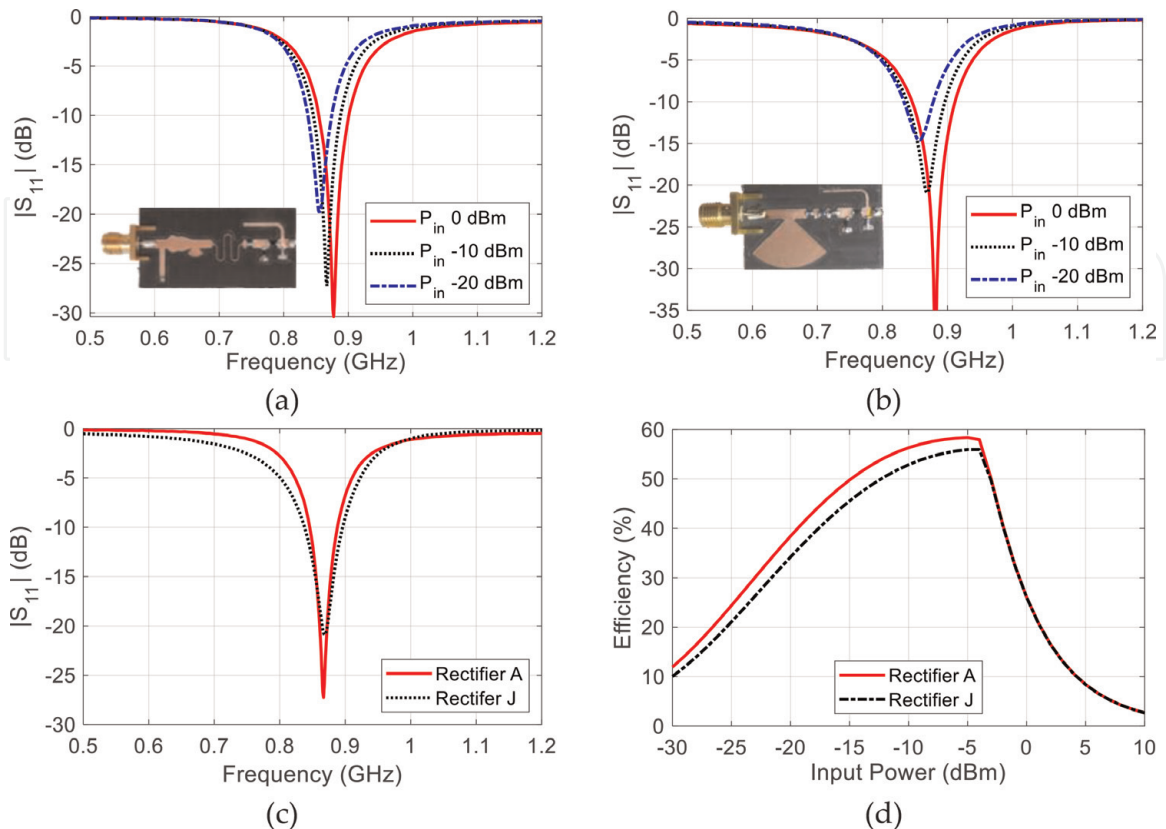 0
-5
-10
-15
-20
-25
-30
|S11| (dB)
Pin 0 dBm
Pin -10 dBm
Pin -20 dBm
0.5 0.6 0.7 0.8 0.9 1 1.1 1.2
Frequency (GHz)
(a)
0
-5
-10
-15
-20
-25
-30
-35
|S11| (dB)
Pin 0 dBm
Pin -10 dBm
Pin -20 dBm
0.5 0.6 0.7 0.8 0.9 1 1.1 1.2
Frequency (GHz)
(b)
0
-5
-10
-15
-20
-25
-30
|S11| (dB)
Rectifier A
Rectifer J
0.5 0.6 0.7 0.8 0.9 1 1.1 1.2
Frequency (GHz)
(c)
60
50
40
30
20
10
0
Efficiency (%)
Rectifier A
Rectifier J
-30 -25 -20 -15 -10 -5 0 5 10
Input Power (dBm)
(d)